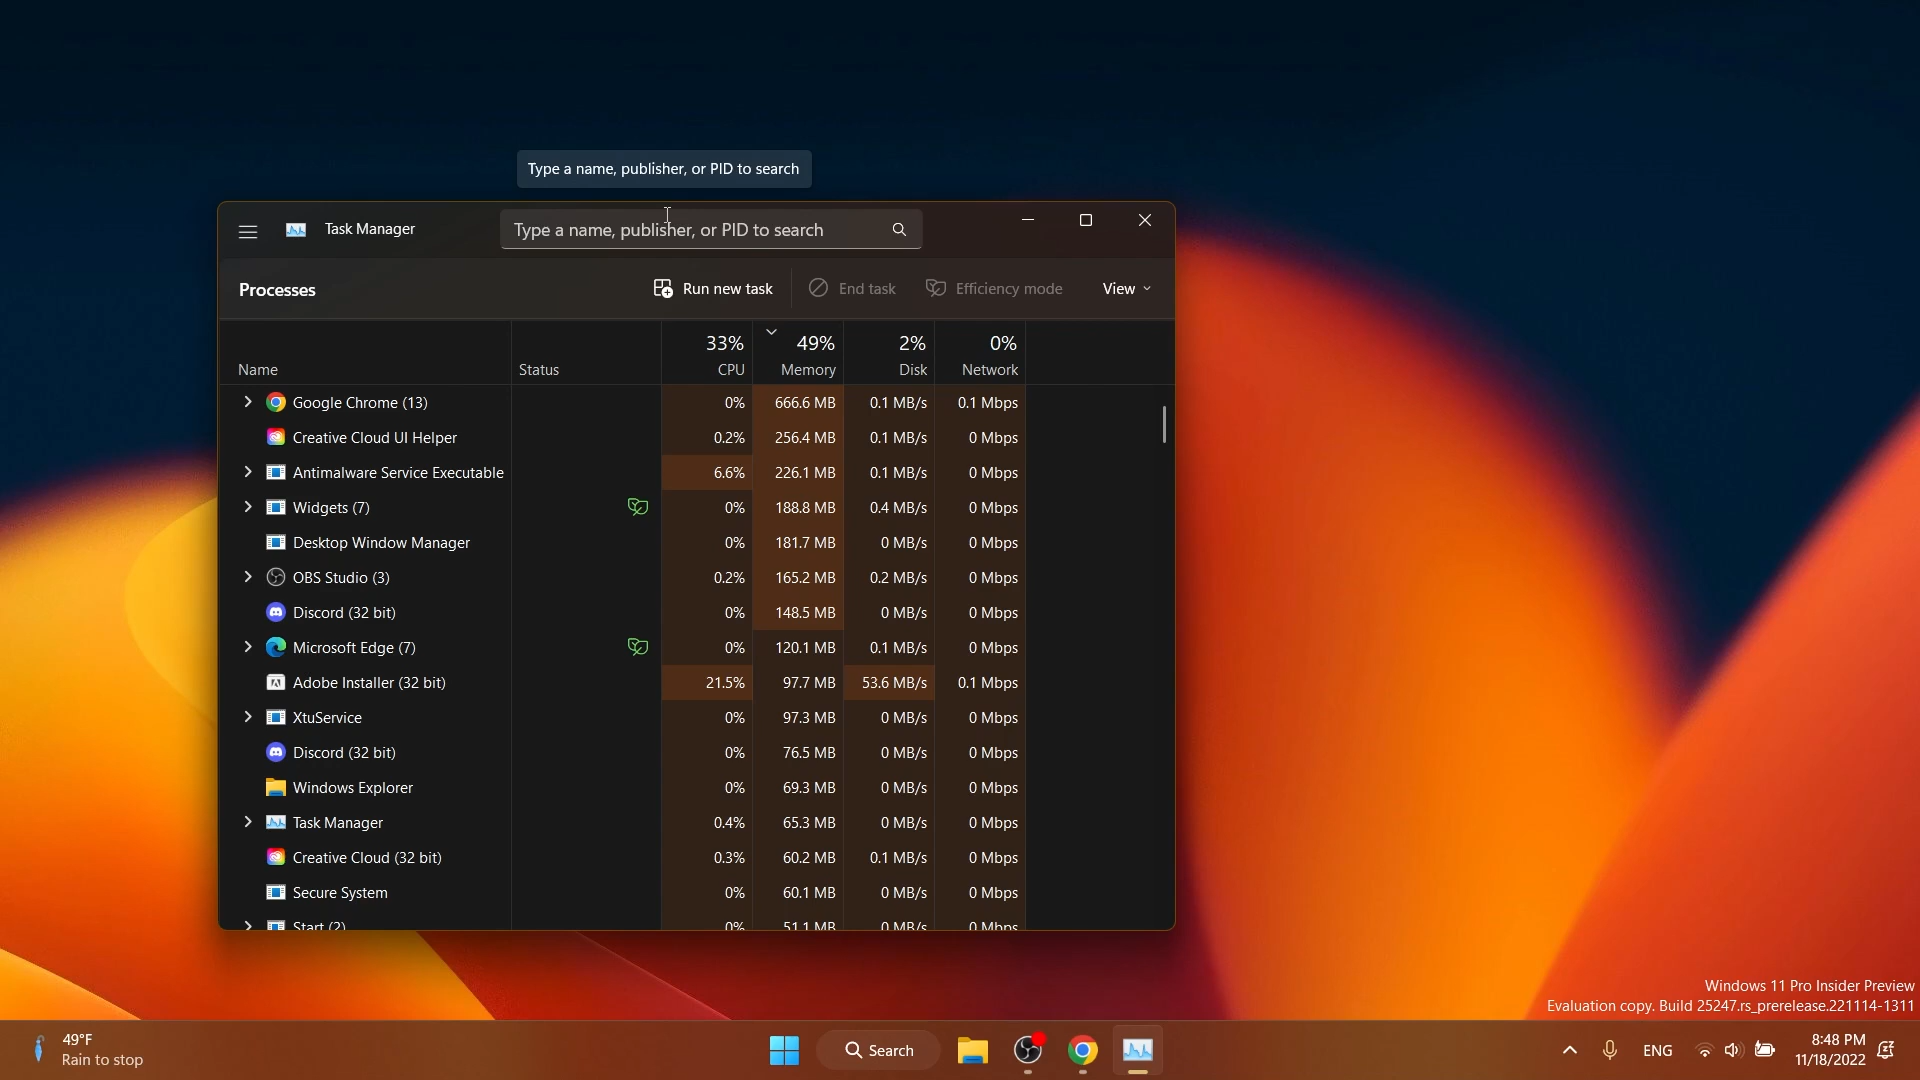 Type a name, publisher, or PID to search
Task Manager
Type a name, publisher, or PID to search
Processes
Run new task
End task
Efficiency mode
View
33% 49% 2% 0%
Name Status CPU Memory Disk Network
Google Chrome (13) 0% 666.6 MB 0.1 MB/s 0.1 Mbps
Creative Cloud UI Helper 0.2% 256.4 MB 0.1 MB/s 0 Mbps
Antimalware Service Executable 6.6% 226.1 MB 0.1 MB/s 0 Mbps
Widgets (7) 0% 188.8 MB 0.4 MB/s 0 Mbps
Desktop Window Manager 0% 181.7 MB 0 MB/s 0 Mbps
OBS Studio (3) 0.2% 165.2 MB 0.2 MB/s 0 Mbps
Discord (32 bit) 0% 148.5 MB 0 MB/s 0 Mbps
Microsoft Edge (7) 0% 120.1 MB 0.1 MB/s 0 Mbps
Adobe Installer (32 bit) 21.5% 97.7 MB 53.6 MB/s 0.1 Mbps
XtuService 0% 97.3 MB 0 MB/s 0 Mbps
Discord (32 bit) 0% 76.5 MB 0 MB/s 0 Mbps
Windows Explorer 0% 69.3 MB 0 MB/s 0 Mbps
Task Manager 0.4% 65.3 MB 0 MB/s 0 Mbps
Creative Cloud (32 bit) 0.3% 60.2 MB 0.1 MB/s 0 Mbps
Secure System 0% 60.1 MB 0 MB/s 0 Mbps
Start (2) 0% 51.1 MB 0 MB/s 0 Mbps
Windows 11 Pro Insider Preview
Evaluation copy. Build 25247.rs_prerelease.221114-1311
49°F
Rain to stop
Search
ENG
8:48 PM
11/18/2022